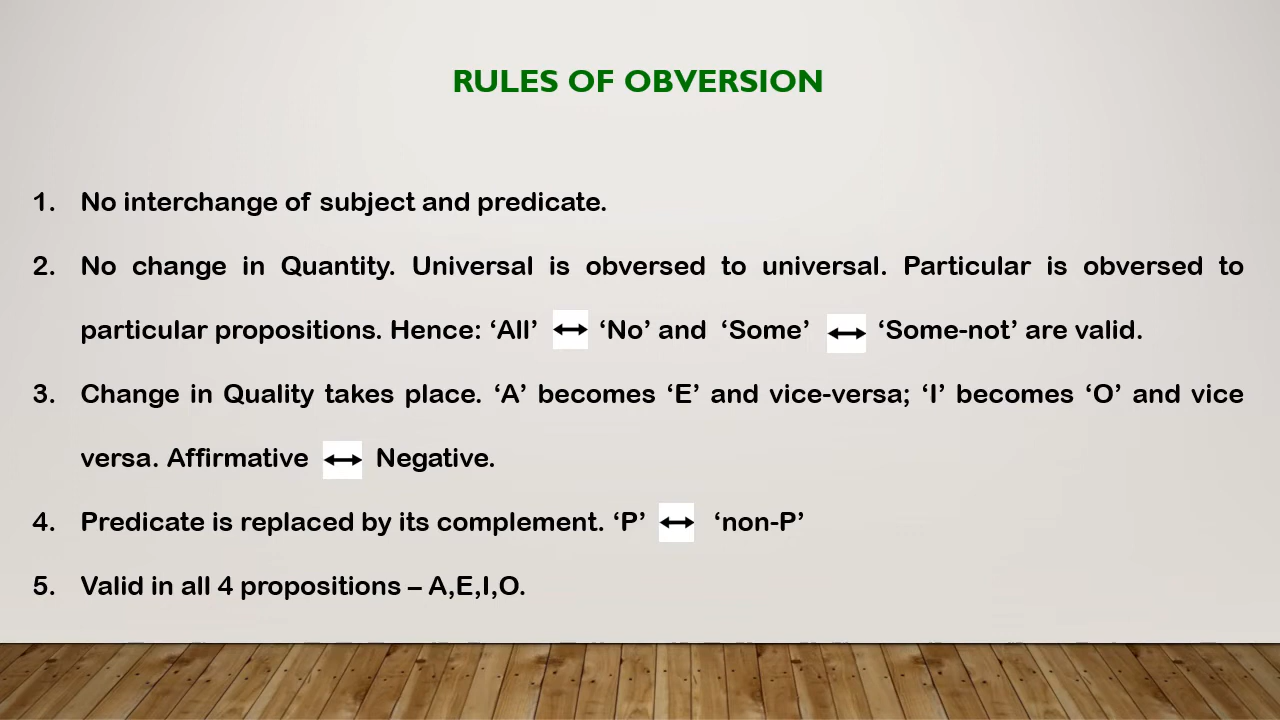 RULES OF OBVERSION
1. No interchange of subject and predicate.
2. No change in Quantity. Universal is obversed to universal. Particular is obversed to
particular propositions. Hence: ‘All’ ↔ ‘No’ and ‘Some’ ↔ ‘Some-not’ are valid.
3. Change in Quality takes place. ‘A’ becomes ‘E’ and vice-versa; ‘I’ becomes ‘O’ and vice
versa. Affirmative ↔ Negative.
4. Predicate is replaced by its complement. ‘P’ ↔ ‘non-P’
5. Valid in all 4 propositions – A,E,I,O.